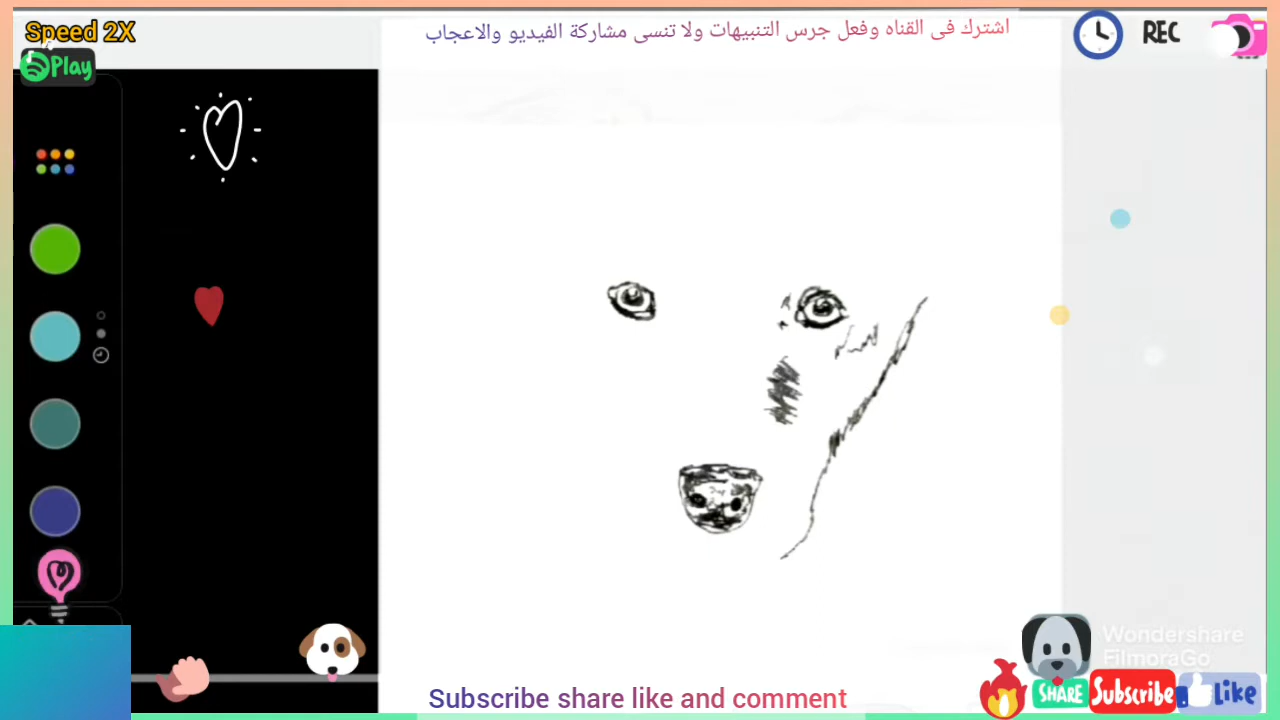 Speed 2X
اشترك فى القناه وفعل جرس التنبيهات ولا تنسى مشاركة الفيديو والاعجاب
REC
Play
Wondershare
FilmoraGo
SHARE
Subscribe
Like
Subscribe share like and comment